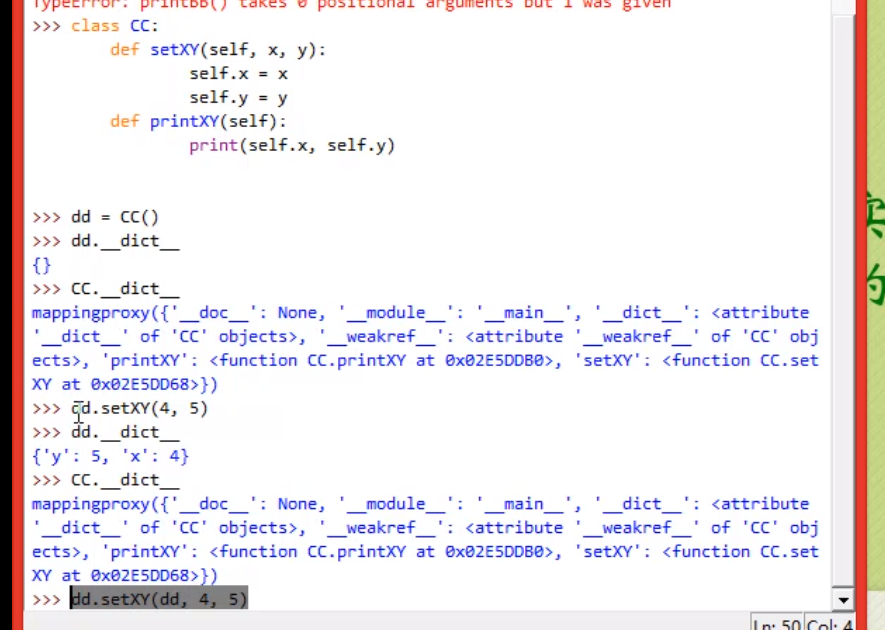 TypeError: printBB() takes 0 positional arguments but 1 was given
>>> class CC:
        def setXY(self, x, y):
                self.x = x
                self.y = y
        def printXY(self):
                print(self.x, self.y)
>>> dd = CC()
>>> dd.__dict__
{}
>>> CC.__dict__
mappingproxy({'__doc__': None, '__module__': '__main__', '__dict__': <attribute
'__dict__' of 'CC' objects>, '__weakref__': <attribute '__weakref__' of 'CC' obj
ects>, 'printXY': <function CC.printXY at 0x02E5DDB0>, 'setXY': <function CC.set
XY at 0x02E5DD68>})
>>> dd.setXY(4, 5)
>>> dd.__dict__
{'y': 5, 'x': 4}
>>> CC.__dict__
mappingproxy({'__doc__': None, '__module__': '__main__', '__dict__': <attribute
'__dict__' of 'CC' objects>, '__weakref__': <attribute '__weakref__' of 'CC' obj
ects>, 'printXY': <function CC.printXY at 0x02E5DDB0>, 'setXY': <function CC.set
XY at 0x02E5DD68>})
>>> dd.setXY(dd, 4, 5)
Ln: 50 Col: 4